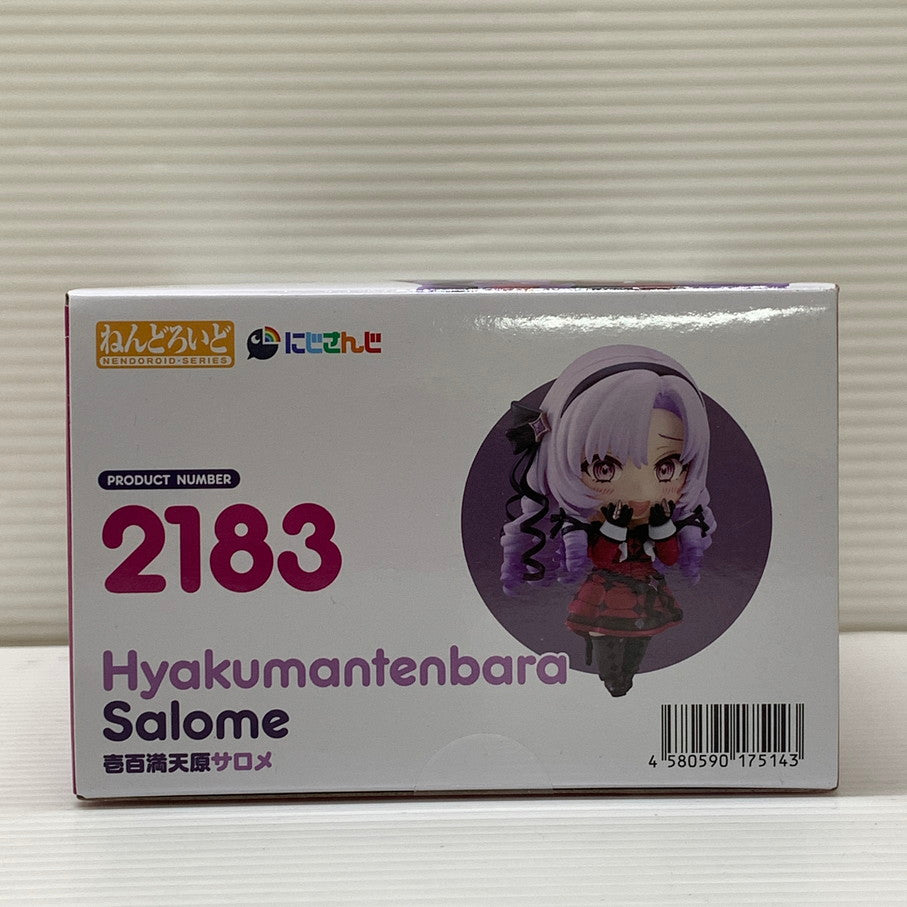 ねんどろいど
NENDOROID-SERIES
にじさんじ
PRODUCT NUMBER
2183
Hyakumantenbara
Salome
壱百満天原サロメ
4 580590 175143